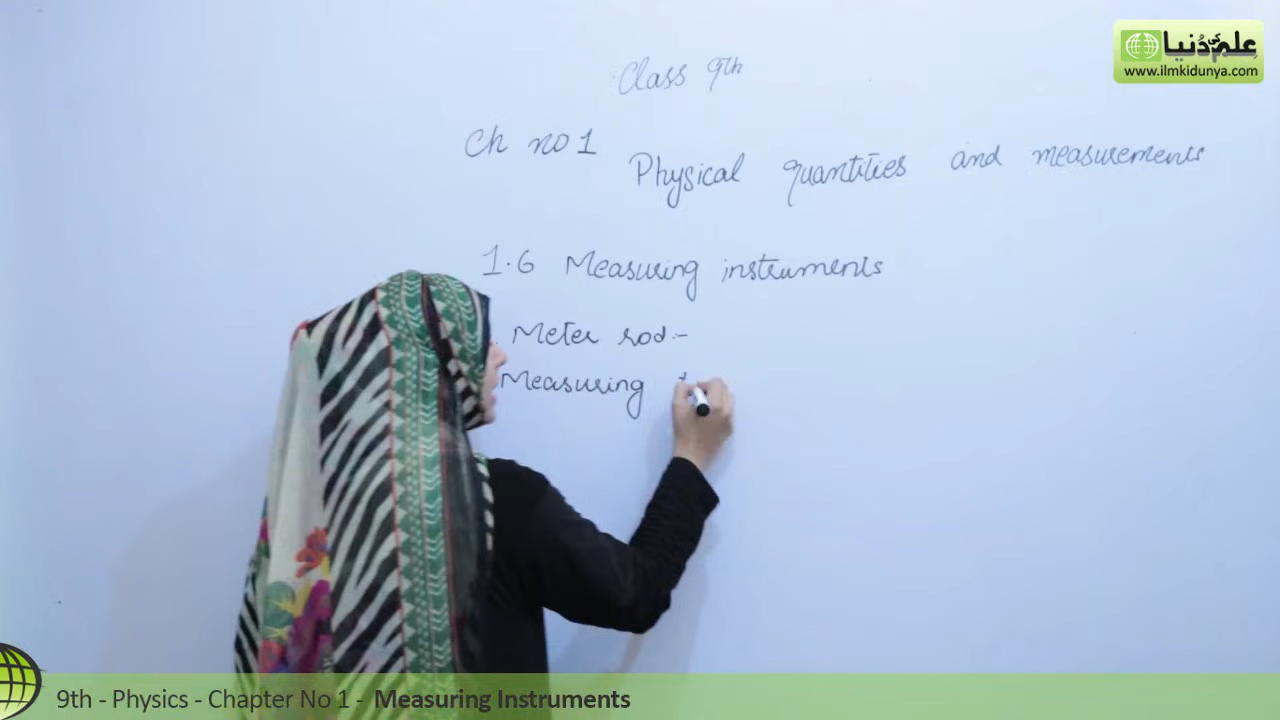 علم کی دنیا
www.ilmkidunya.com
Class 9th
Ch no 1
Physical quantities and measurements
1.6 Measuring instruments
Meter rod:-
Measuring
9th - Physics - Chapter No 1 - Measuring Instruments